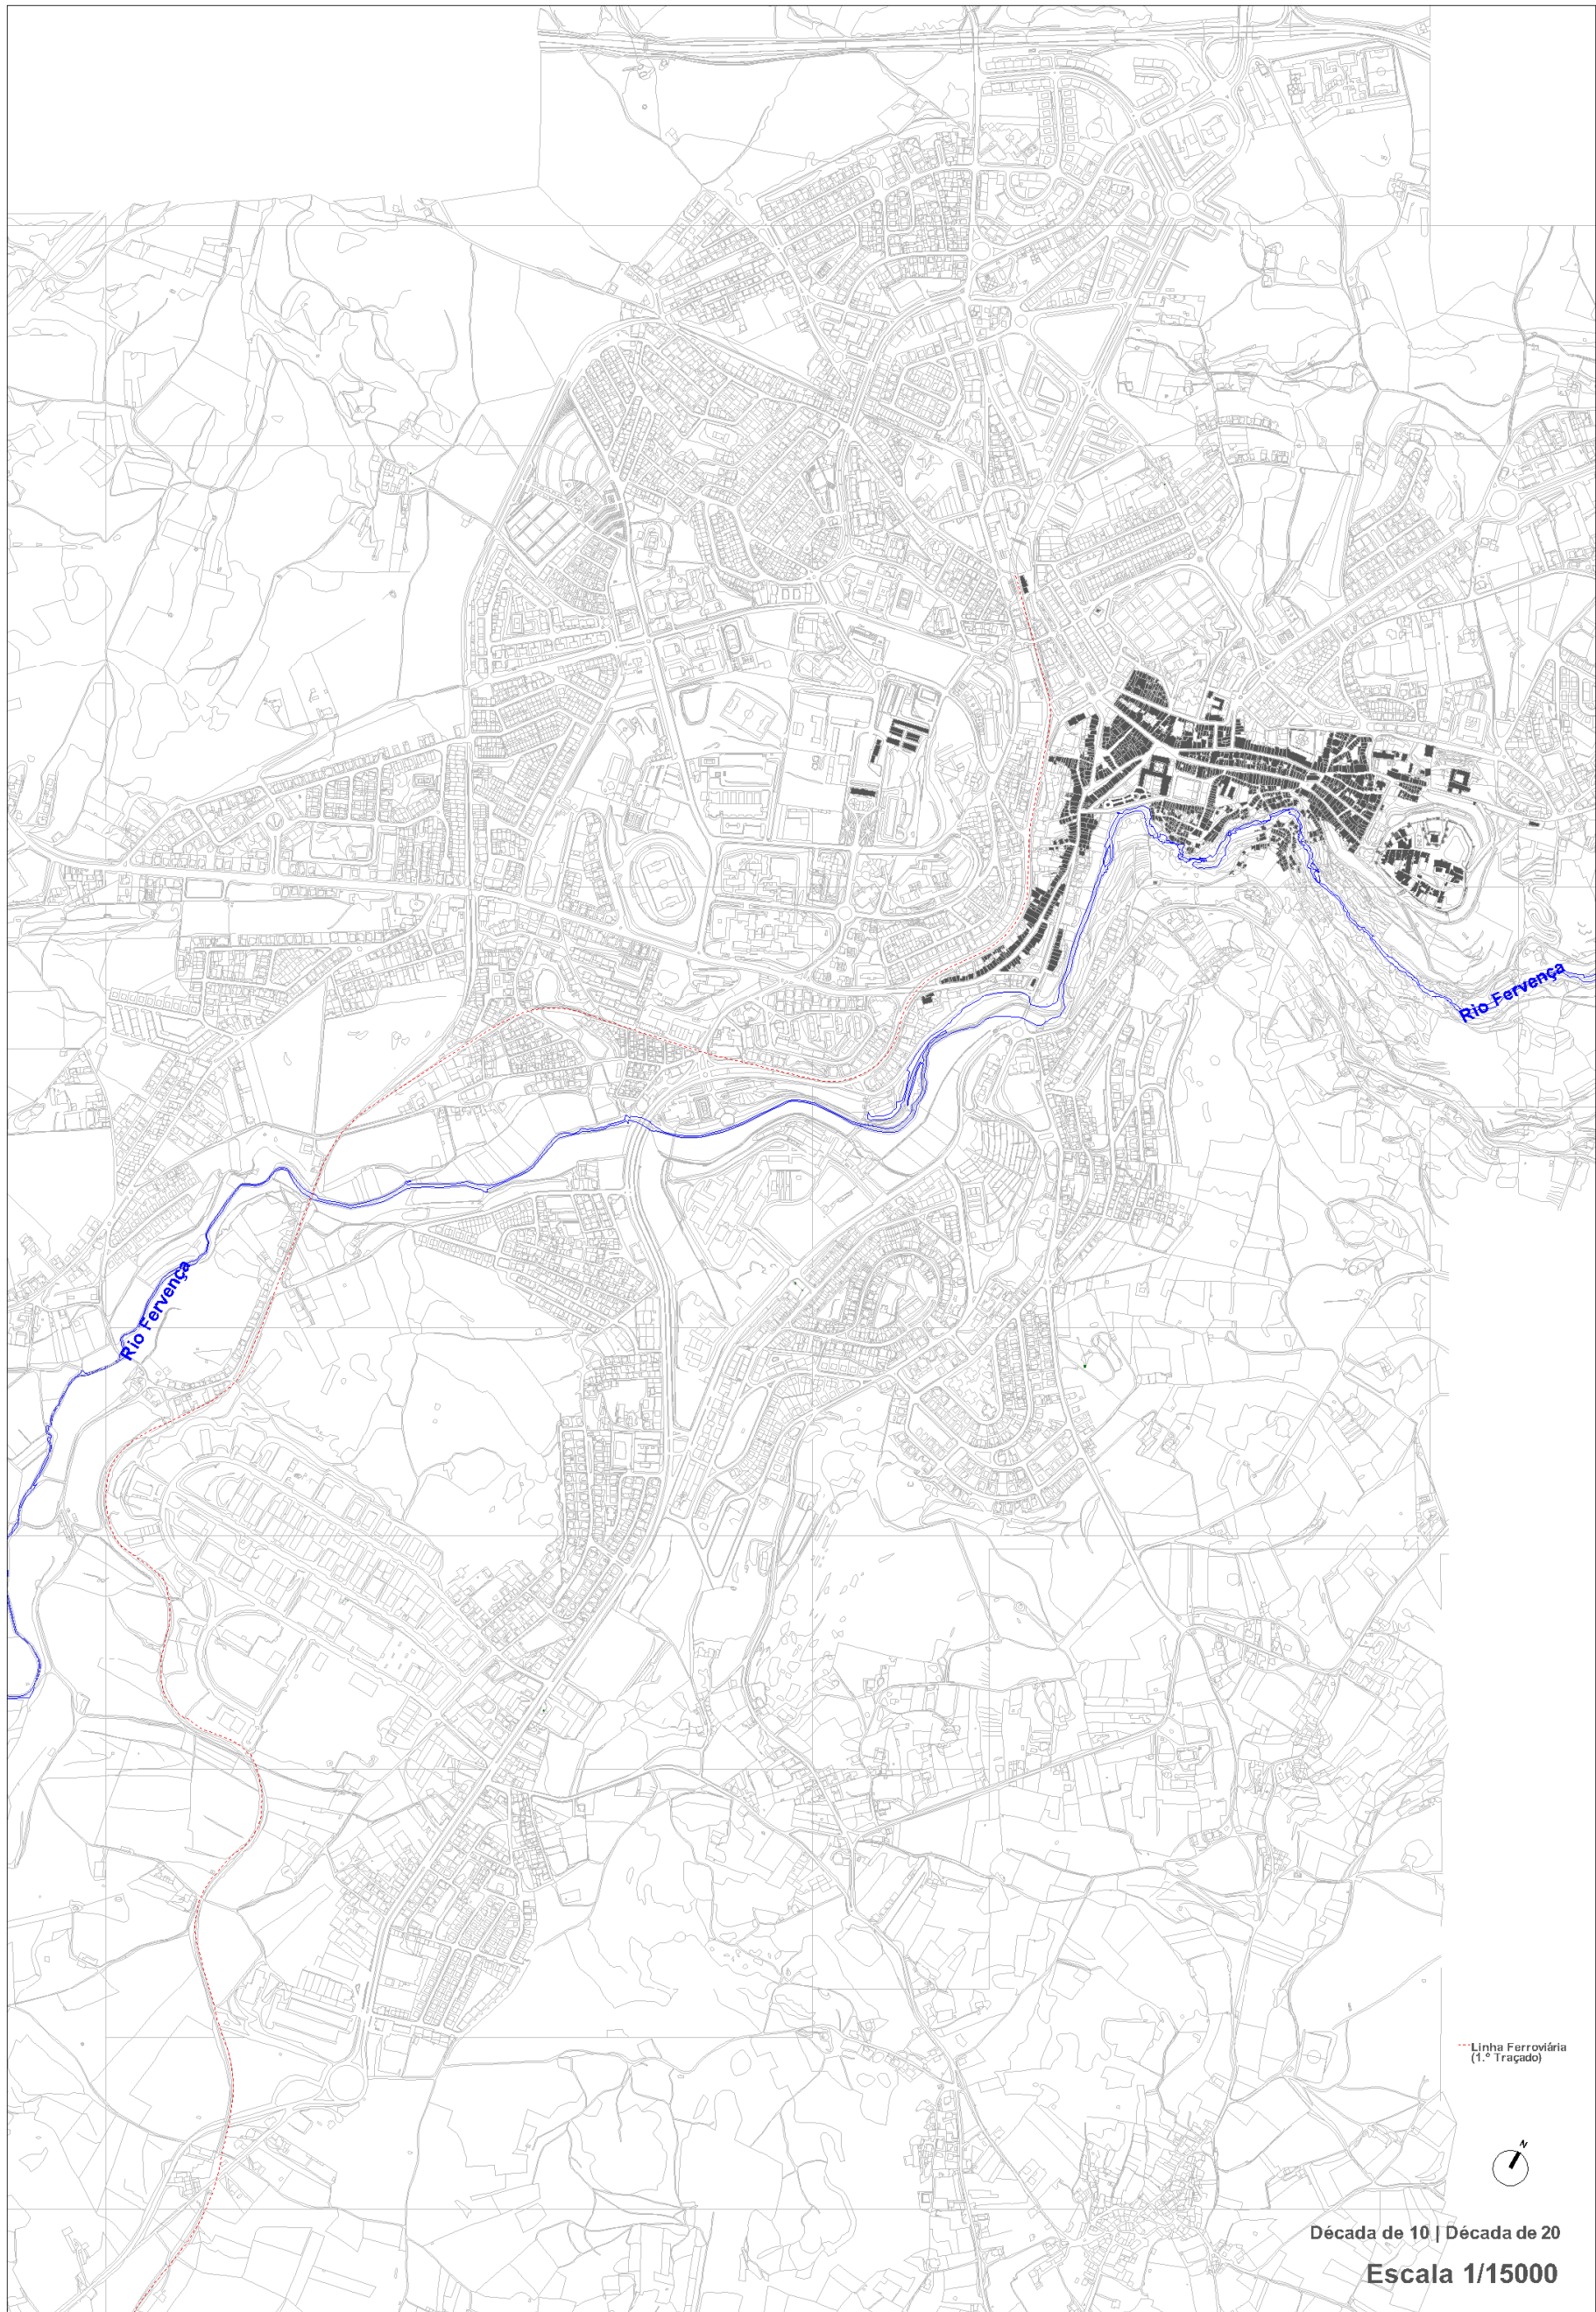 Rio Fervença
Rio Fervença
Linha Ferroviária
(1.º Traçado)
N
Década de 10 | Década de 20
Escala 1/15000